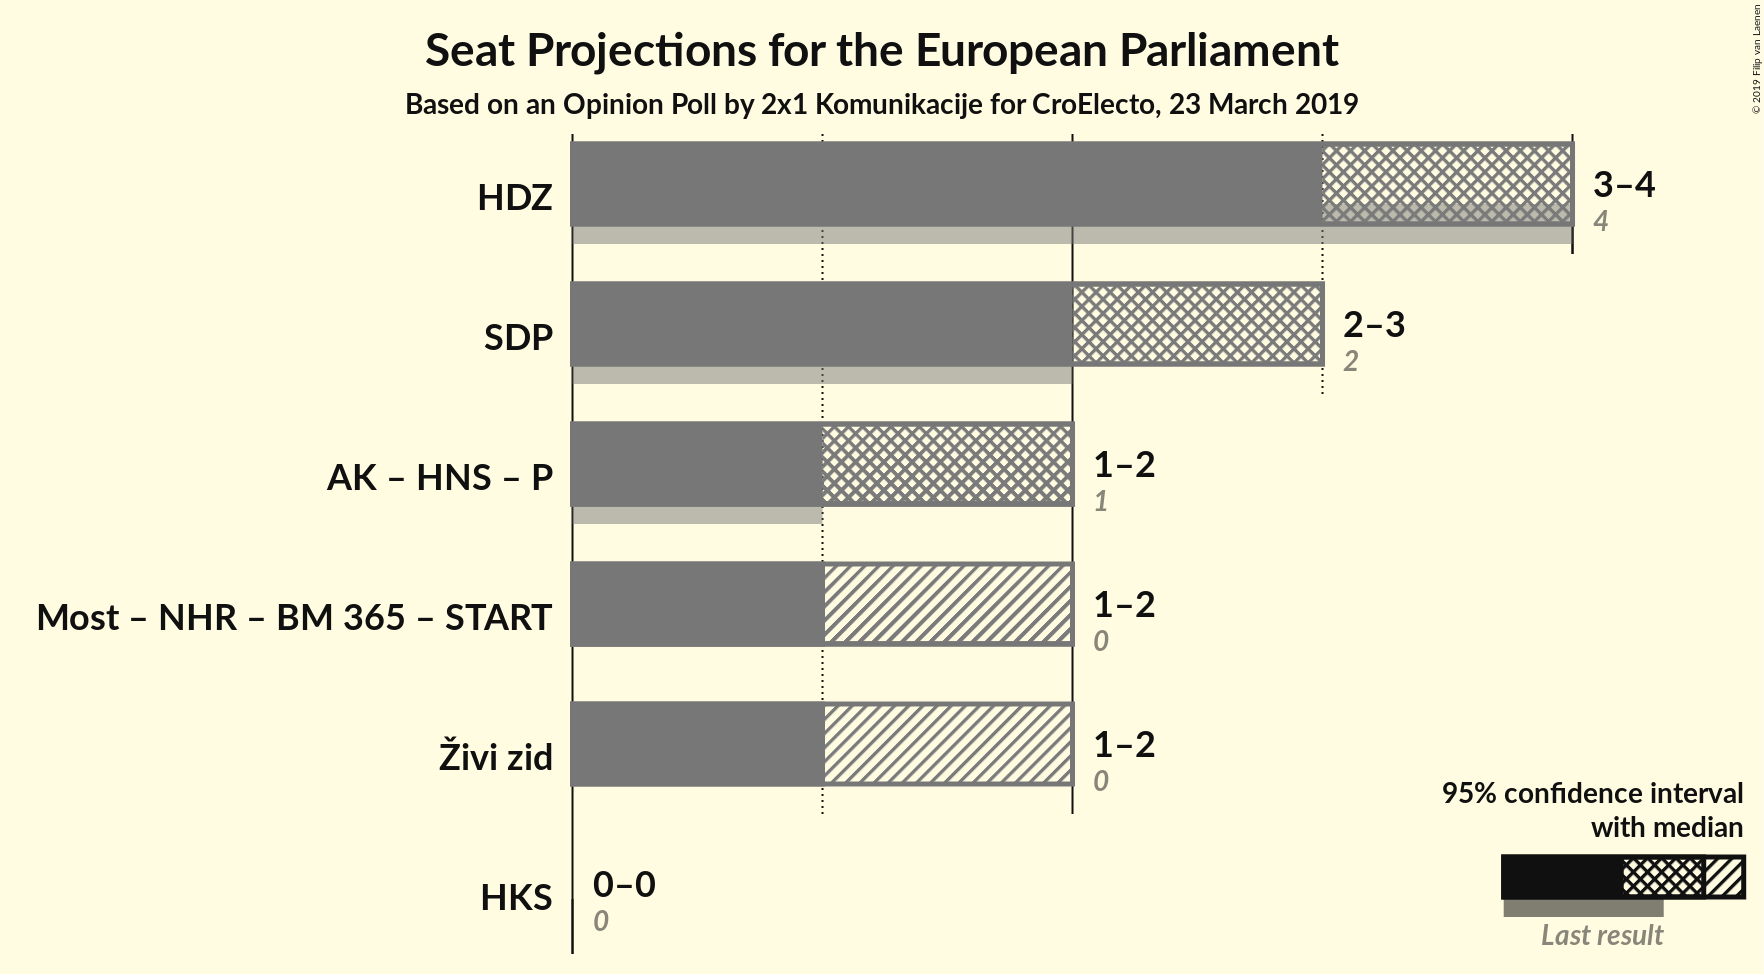 Seat Projections for the European Parliament
Based on an Opinion Poll by 2x1 Komunikacije for CroElecto, 23 March 2019
© 2019 Filip van Laenen
HDZ
3–4
4
SDP
2–3
2
AK – HNS – P
1–2
1
Most – NHR – BM 365 – START
1–2
0
Živi zid
1–2
0
HKS
0–0
0
95% confidence interval
with median
Last result